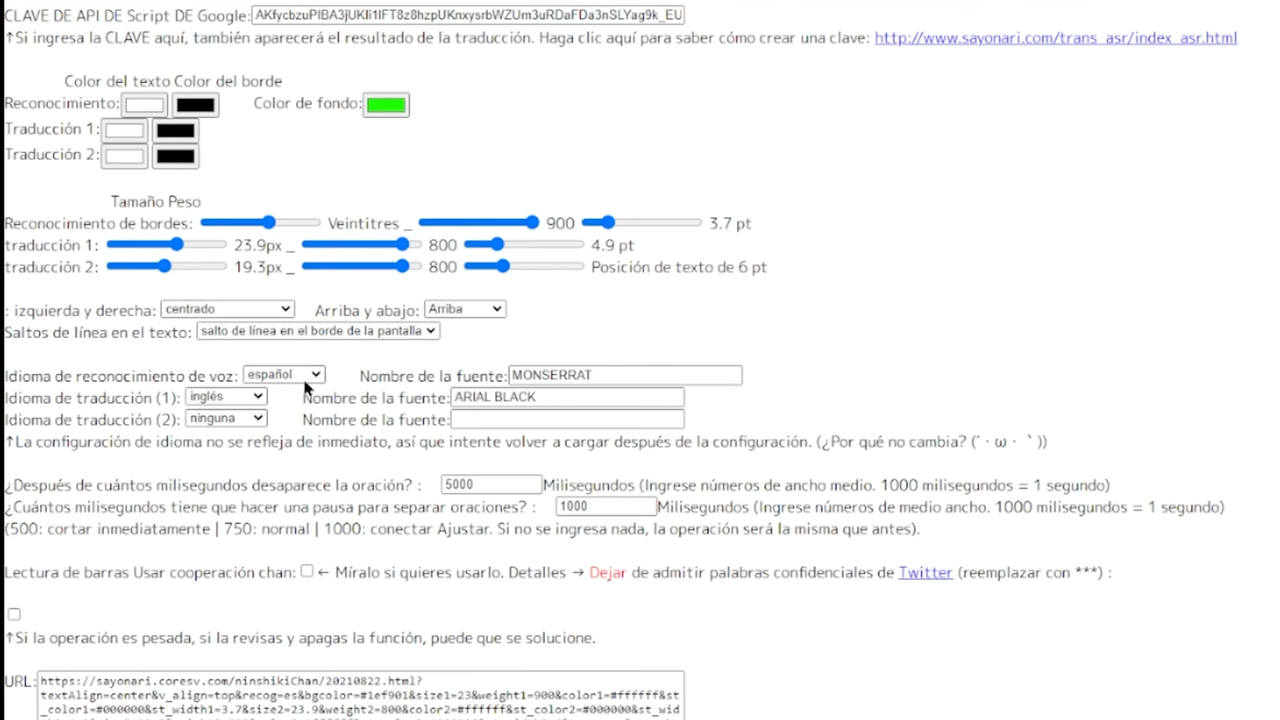 CLAVE DE API DE Script DE Google: AKfycbzuPIBA3jUKIi1lFT8z8hzpUKnxysrbWZUm3uRDaFDa3nSLYag9k_EU
↑Si ingresa la CLAVE aquí, también aparecerá el resultado de la traducción. Haga clic aquí para saber cómo crear una clave: http://www.sayonari.com/trans_asr/index_asr.html
Color del texto Color del borde
Reconocimiento: Color de fondo:
Traducción 1:
Traducción 2:
Tamaño Peso
Reconocimiento de bordes: Veintitres _ 900 3.7 pt
traducción 1: 23.9px _ 800 4.9 pt
traducción 2: 19.3px _ 800 Posición de texto de 6 pt
: izquierda y derecha: centrado Arriba y abajo: Arriba
Saltos de línea en el texto: salto de línea en el borde de la pantalla
Idioma de reconocimiento de voz: español Nombre de la fuente: MONSERRAT
Idioma de traducción (1): inglés Nombre de la fuente: ARIAL BLACK
Idioma de traducción (2): ninguna Nombre de la fuente:
↑La configuración de idioma no se refleja de inmediato, así que intente volver a cargar después de la configuración. (¿Por qué no cambia? (´・ω・｀))
¿Después de cuántos milisegundos desaparece la oración? : 5000 Milisegundos (Ingrese números de ancho medio. 1000 milisegundos = 1 segundo)
¿Cuántos milisegundos tiene que hacer una pausa para separar oraciones? : 1000 Milisegundos (Ingrese números de medio ancho. 1000 milisegundos = 1 segundo)
(500: cortar inmediatamente | 750: normal | 1000: conectar Ajustar. Si no se ingresa nada, la operación será la misma que antes).
Lectura de barras Usar cooperación chan: ← Míralo si quieres usarlo. Detalles → Dejar de admitir palabras confidenciales de Twitter (reemplazar con ***) :
↑Si la operación es pesada, si la revisas y apagas la función, puede que se solucione.
URL: https://sayonari.coresv.com/ninshikiChan/20210822.html?
textAlign=center&v_align=top&recog=es&bgcolor=#1ef901&size1=23&weight1=900&color1=#ffffff&st
_color1=#000000&st_width1=3.7&size2=23.9&weight2=800&color2=#ffffff&st_color2=#000000&st_wid